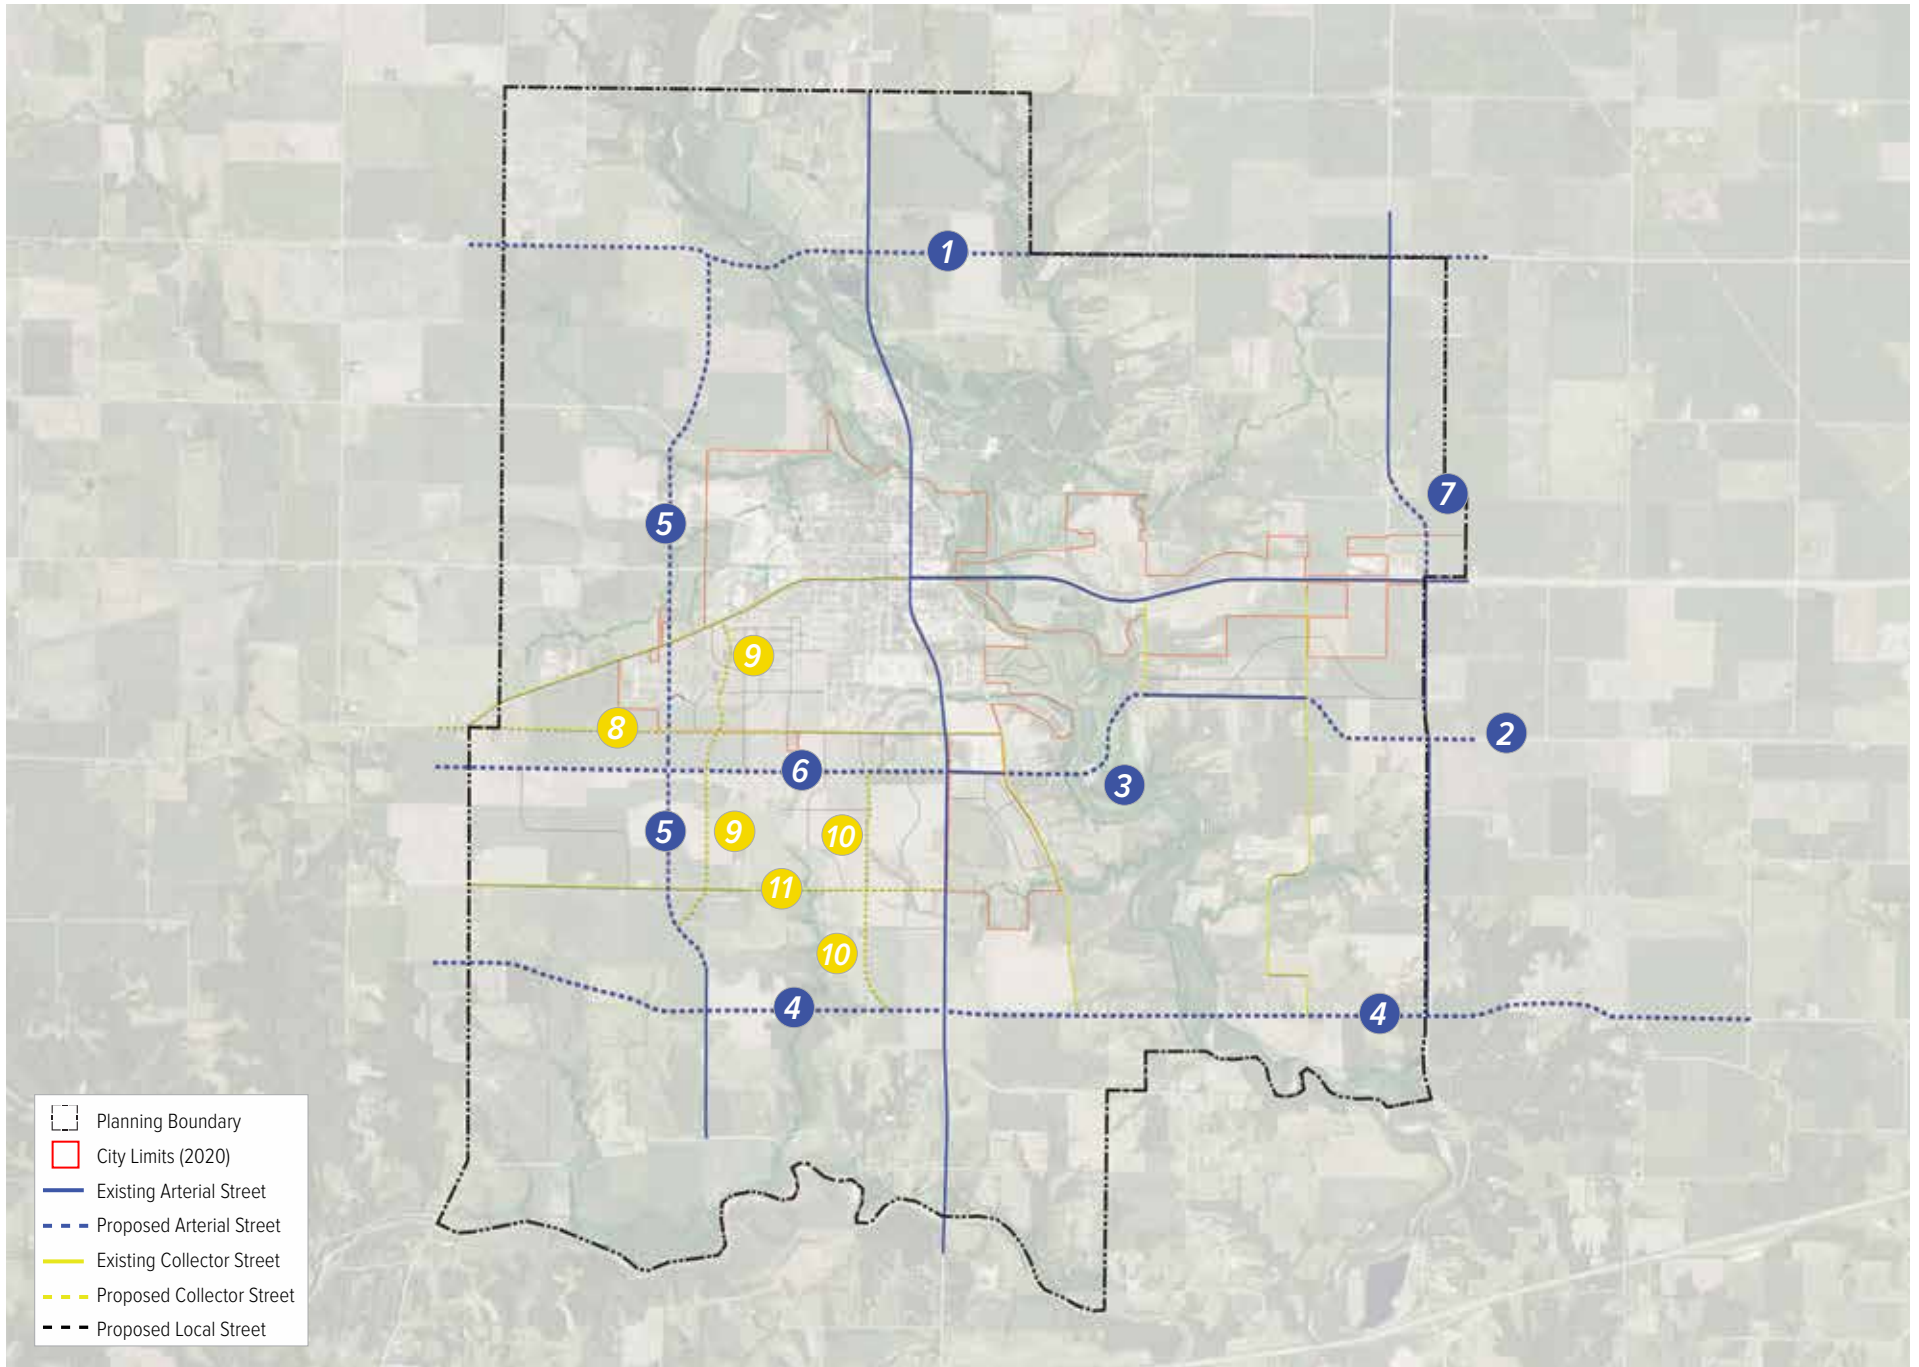 1
7
5
9
8
2
6
3
5
9
10
11
10
4
4
Planning Boundary
City Limits (2020)
Existing Arterial Street
Proposed Arterial Street
Existing Collector Street
Proposed Collector Street
Proposed Local Street